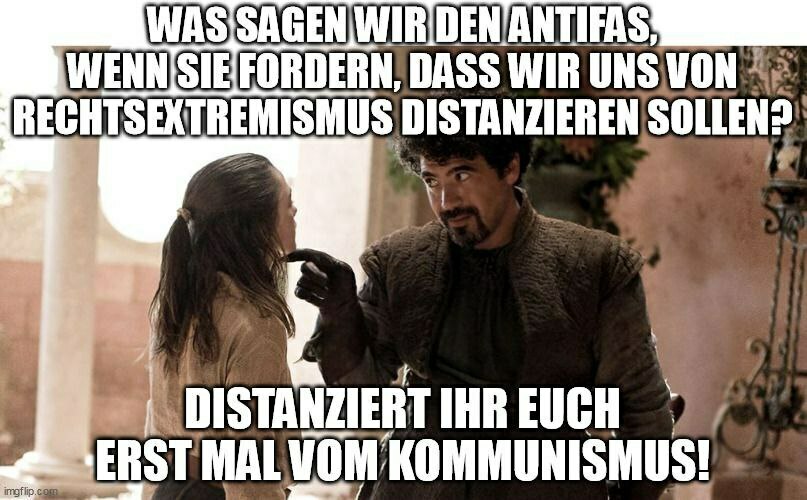 WAS SAGEN WIR DEN ANTIFAS,
WENN SIE FORDERN, DASS WIR UNS VON
RECHTSEXTREMISMUS DISTANZIEREN SOLLEN?
DISTANZIERT IHR EUCH
ERST MAL VOM KOMMUNISMUS!
imgflip.com